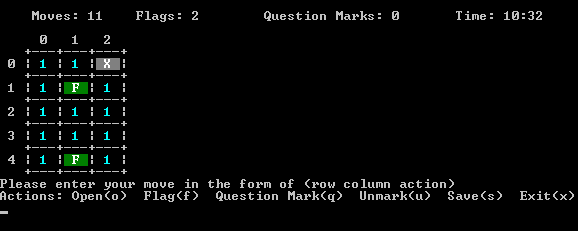 Moves: 11 Flags: 2 Question Marks: 0 Time: 10:32
0 1 2
+---+---+---+
0 ¦ 1 ¦ 1 ¦ X ¦
+---+---+---+
1 ¦ 1 ¦ F ¦ 1 ¦
+---+---+---+
2 ¦ 1 ¦ 1 ¦ 1 ¦
+---+---+---+
3 ¦ 1 ¦ 1 ¦ 1 ¦
+---+---+---+
4 ¦ 1 ¦ F ¦ 1 ¦
+---+---+---+
Please enter your move in the form of (row column action)
Actions: Open(o) Flag(f) Question Mark(q) Unmark(u) Save(s) Exit(x)